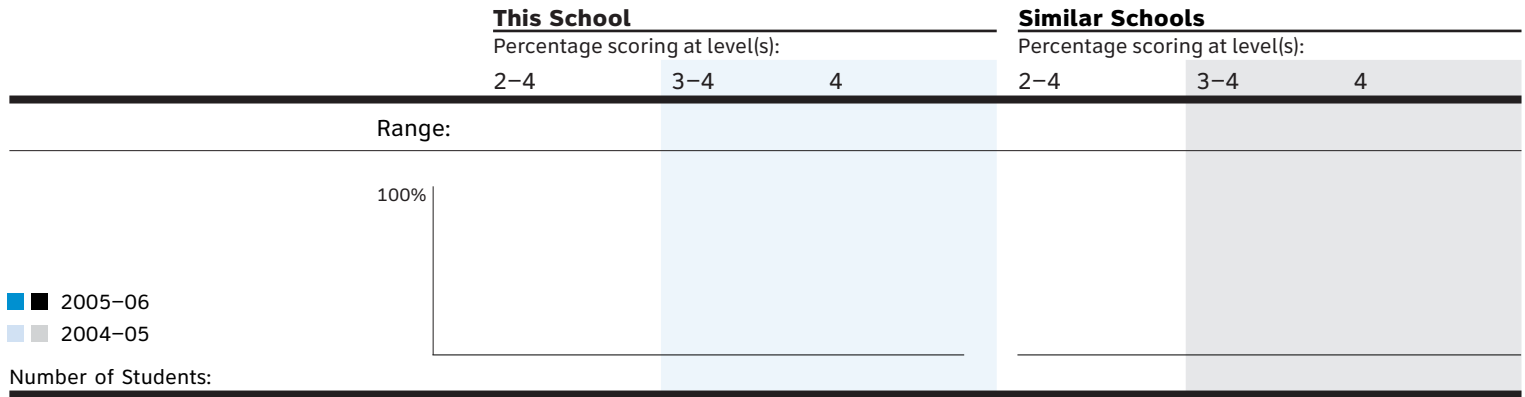 This School Similar Schools
Percentage scoring at level(s): Percentage scoring at level(s):
2–4 3–4 4 2–4 3–4 4
Range:
100%
2005–06
2004–05
Number of Students: